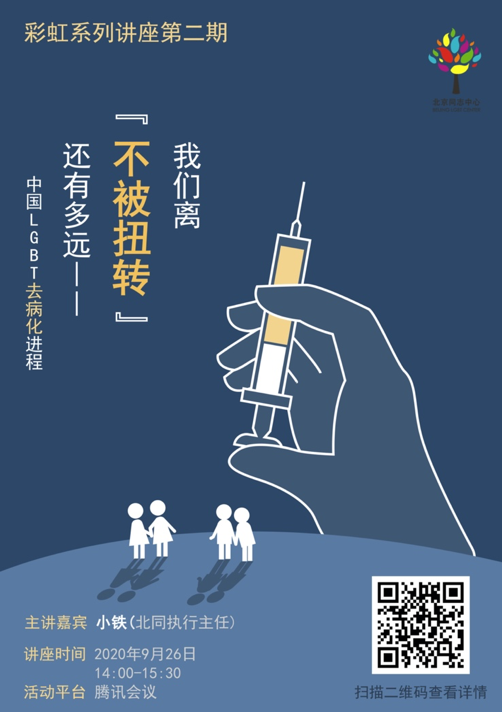 彩虹系列讲座第二期
北京同志中心
我们离
『不被扭转』
还有多远——
中国LGBT去病化进程
主讲嘉宾 小铁(北同执行主任)
讲座时间 2020年9月26日
14:00-15:30
活动平台 腾讯会议
扫描二维码查看详情